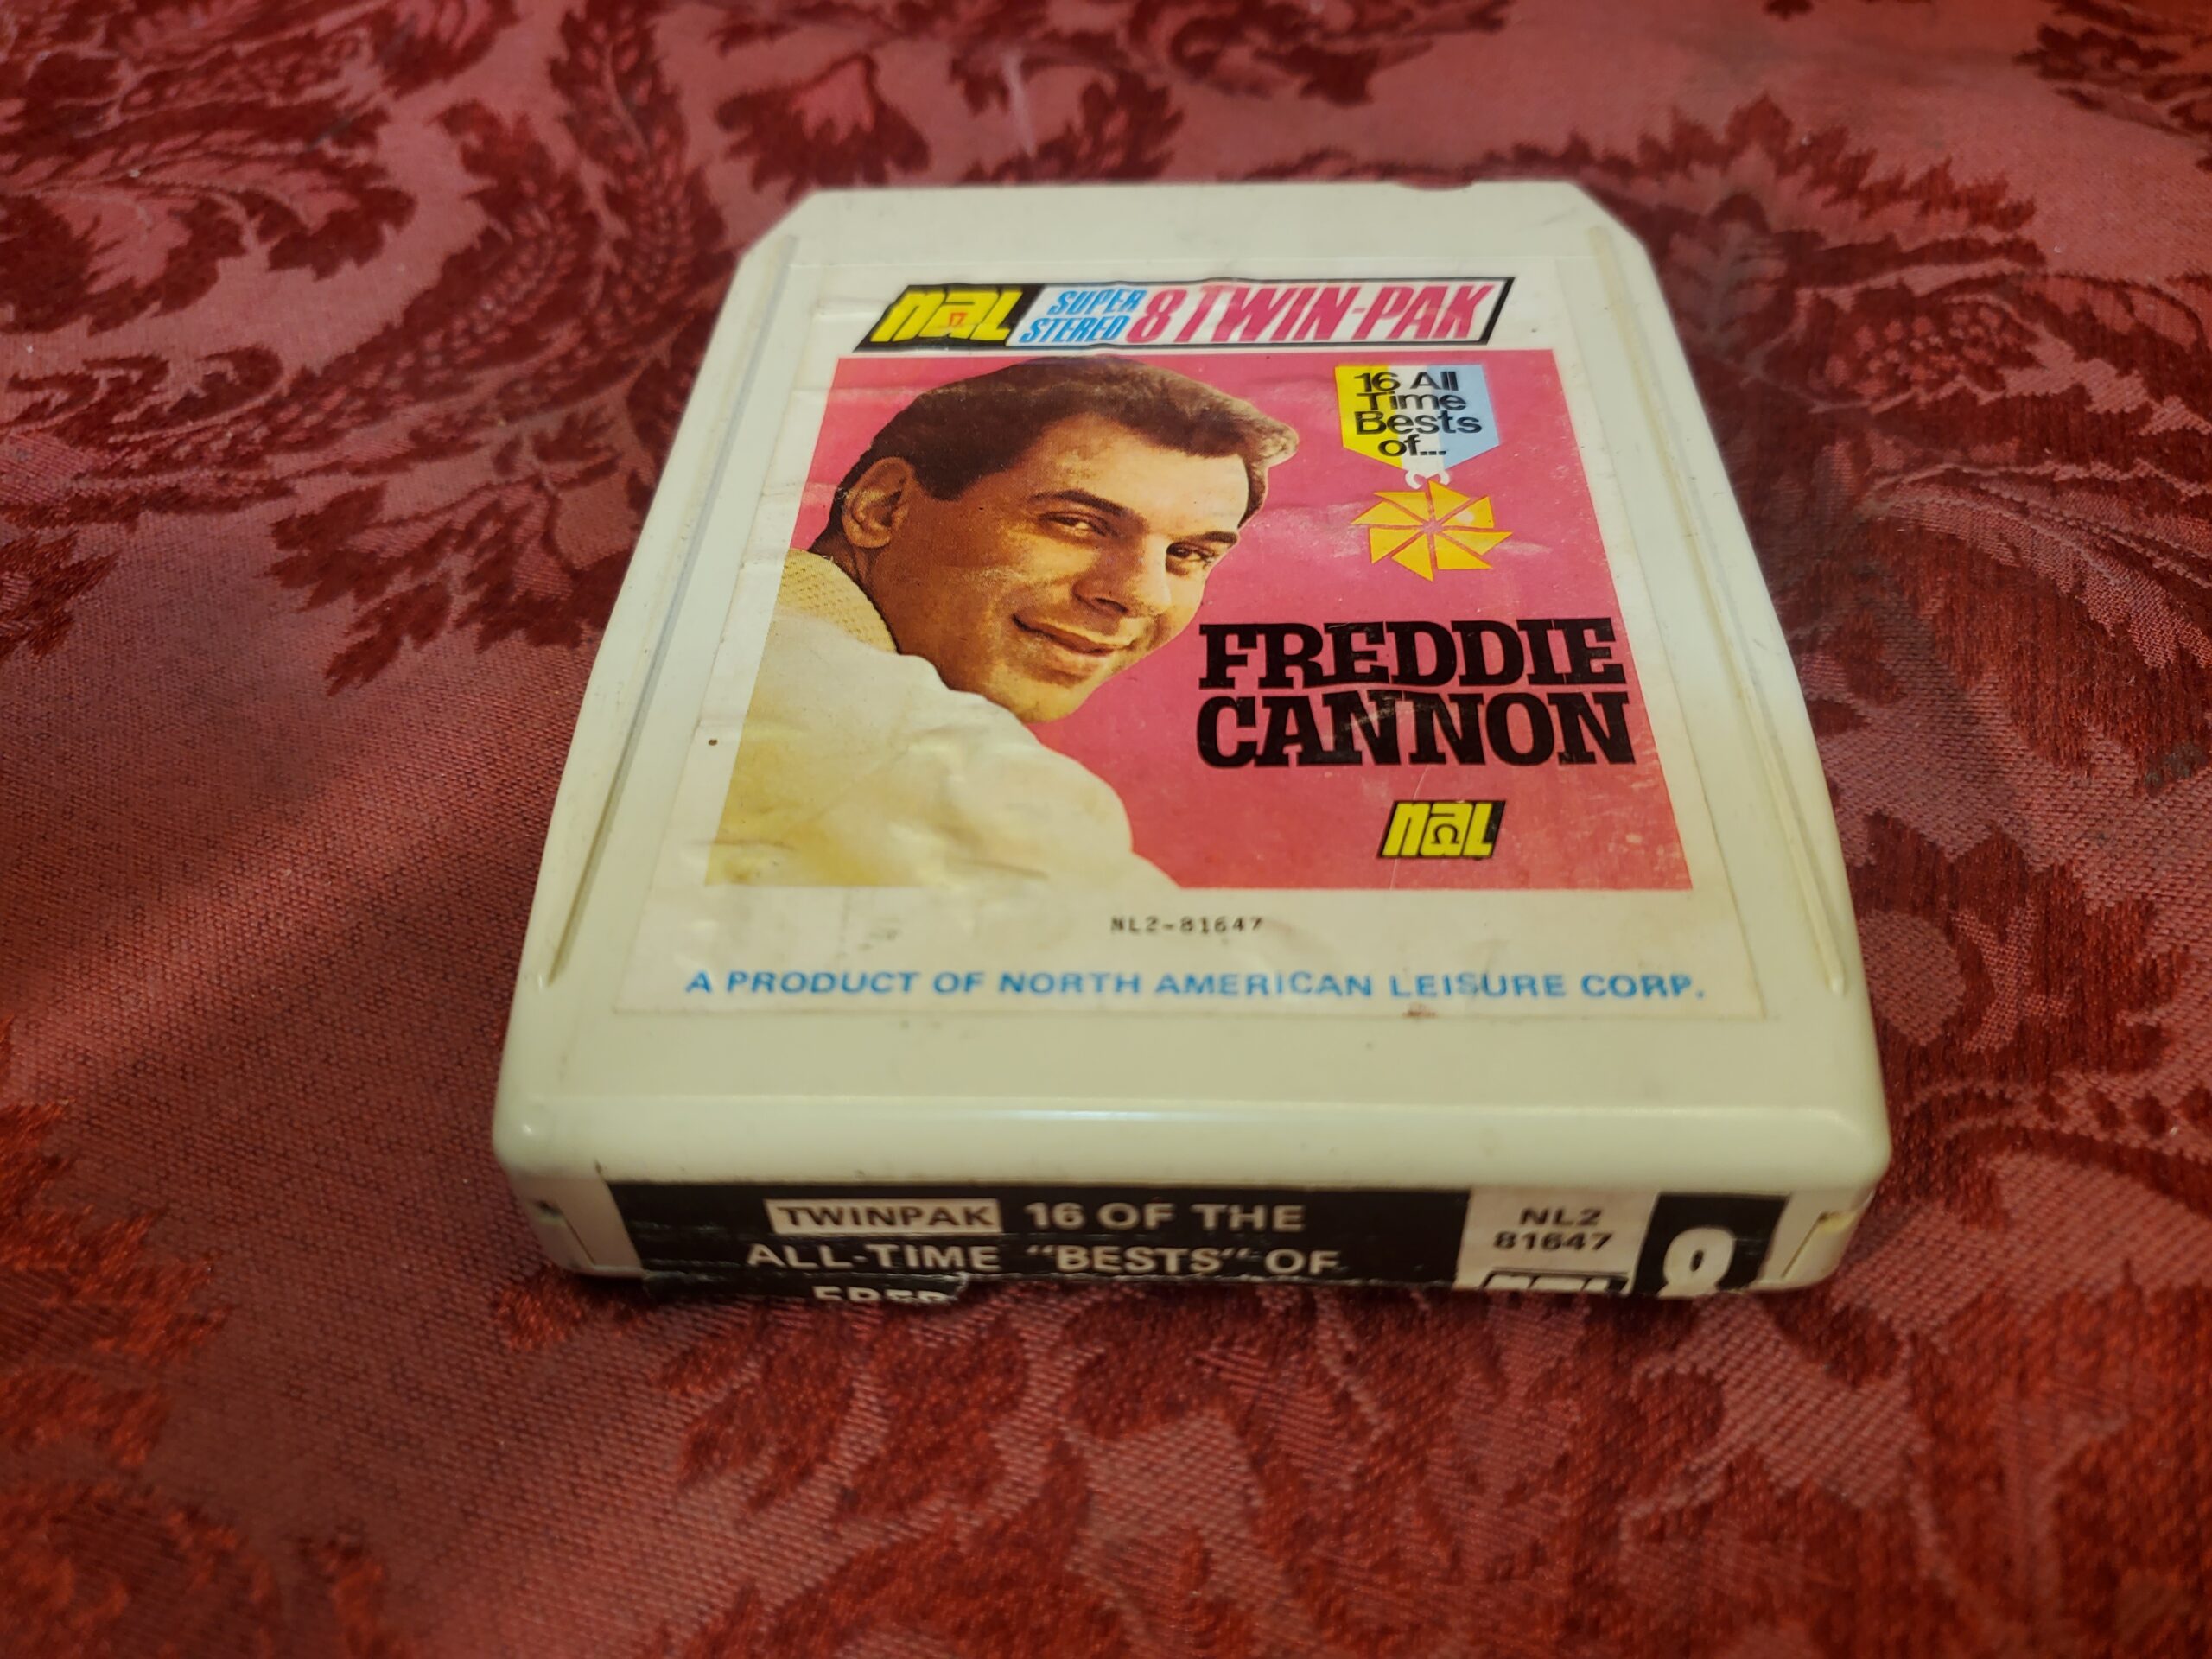 nal SUPER STEREO 8 TWIN-PAK
16 All
Time
Bests
of...
FREDDIE
CANNON
nal
NL2-81647
A PRODUCT OF NORTH AMERICAN LEISURE CORP.
TWINPAK 16 OF THE
ALL-TIME "BESTS" OF
NL2
81647
8